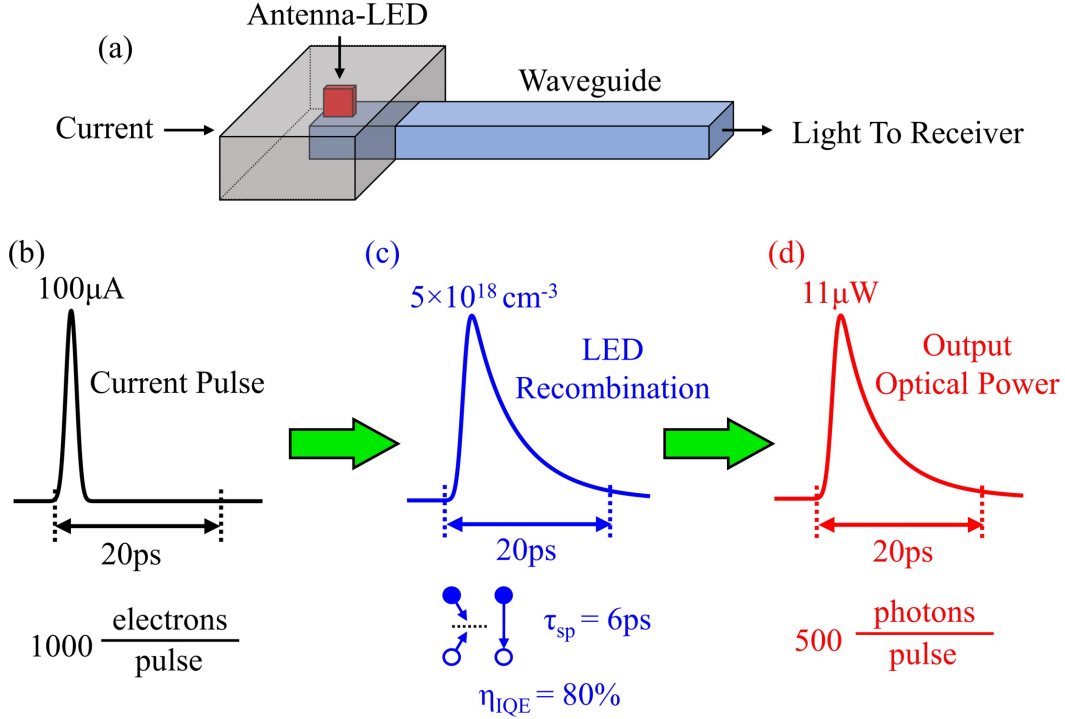 Antenna-LED
(a)
Waveguide
Current
Light To Receiver
(b)
100μA
Current Pulse
20ps
1000 electrons/pulse
(c)
5×10¹⁸ cm⁻³
LED
Recombination
20ps
τsp = 6ps
ηIQE = 80%
(d)
11μW
Output
Optical Power
20ps
500 photons/pulse